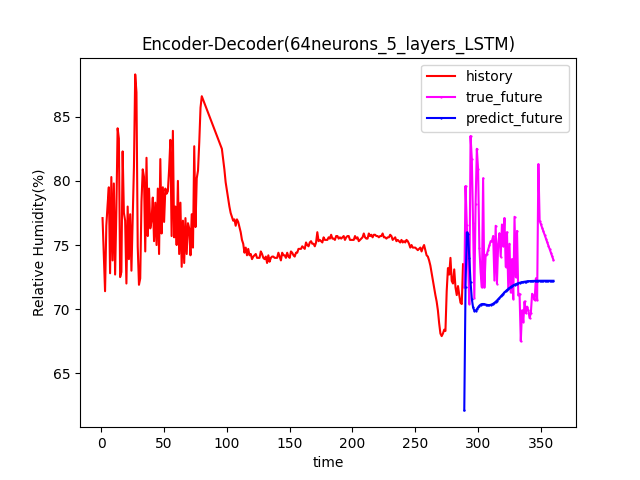 Encoder-Decoder(64neurons_5_layers_LSTM)
history
true_future
predict_future
Relative Humidity(%)
85
80
75
70
65
0 50 100 150 200 250 300 350
time